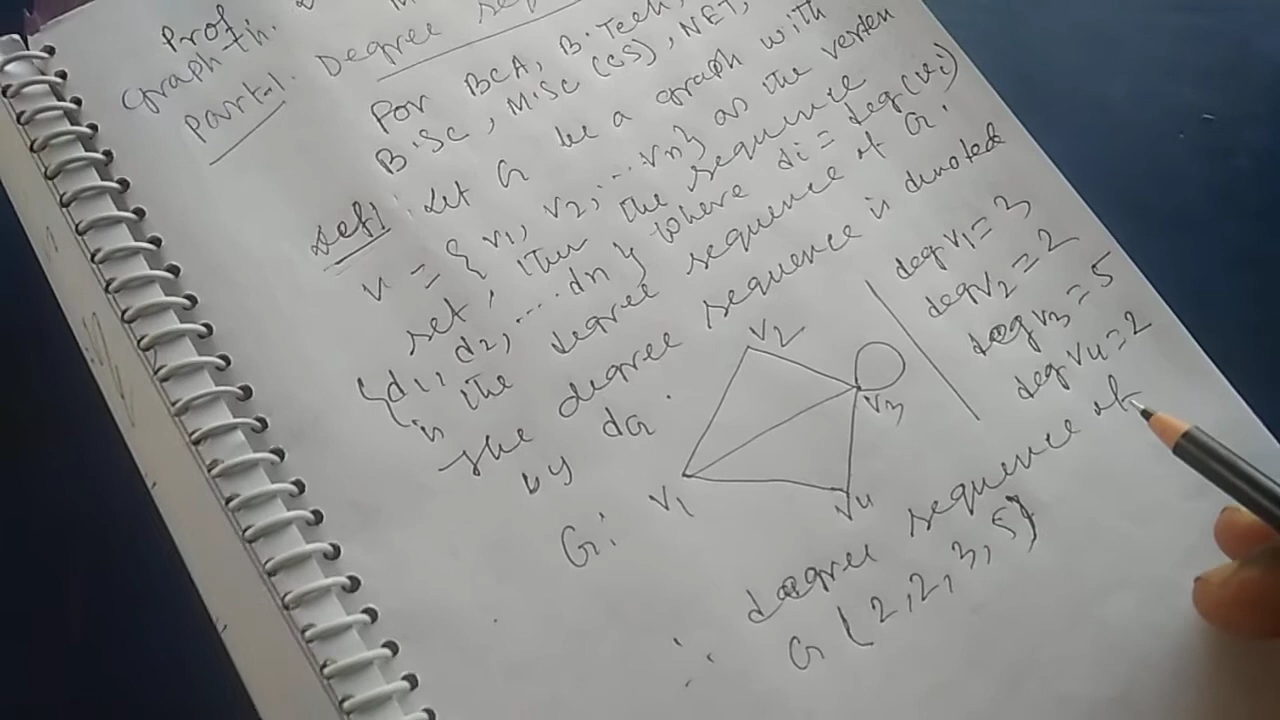 Prof
Graph th.
Part-1. Degree seq
For BCA, B.Tech,
B.Sc, M.Sc (CS), NET,
Def: Let G be a graph with
V = {v1, v2, ... vn} as the vertex
set, then the sequence
{d1, d2, ... dn} where di = deg(vi)
is the degree sequence of G.
The degree sequence is denoted
by dG.
G:
V1
V2
V3
V4
deg V1 = 3
deg V2 = 2
deg V3 = 5
deg V4 = 2
∴ degree sequence of
G (2, 2, 3, 5)